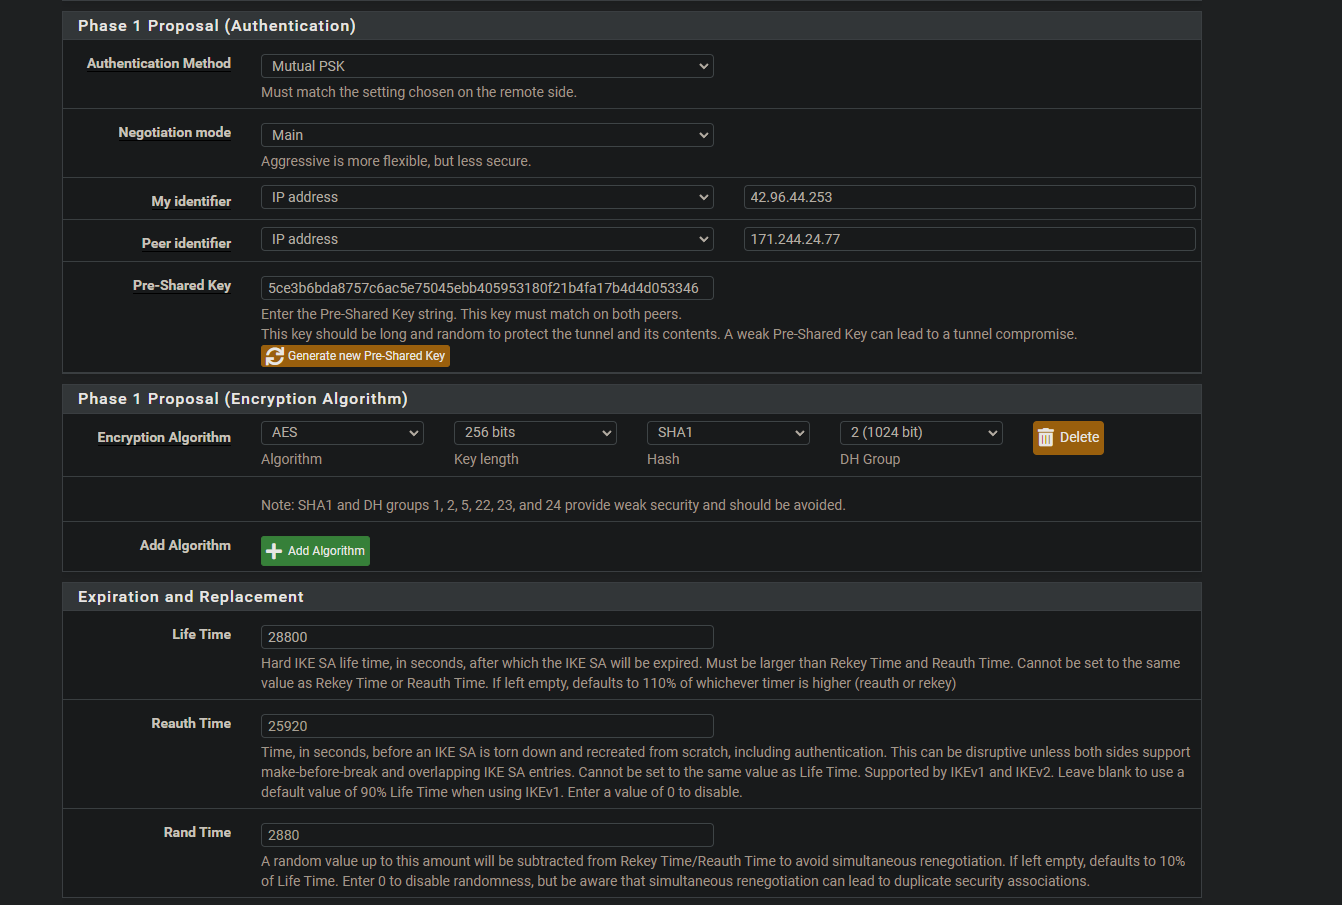 Phase 1 Proposal (Authentication)
Authentication Method
Mutual PSK
Must match the setting chosen on the remote side.
Negotiation mode
Main
Aggressive is more flexible, but less secure.
My identifier
IP address
42.96.44.253
Peer identifier
IP address
171.244.24.77
Pre-Shared Key
5ce3b6bda8757c6ac5e75045ebb405953180f21b4fa17b4d4d053346
Enter the Pre-Shared Key string. This key must match on both peers.
This key should be long and random to protect the tunnel and its contents. A weak Pre-Shared Key can lead to a tunnel compromise.
Generate new Pre-Shared Key
Phase 1 Proposal (Encryption Algorithm)
Encryption Algorithm
AES
256 bits
SHA1
2 (1024 bit)
Delete
Algorithm
Key length
Hash
DH Group
Note: SHA1 and DH groups 1, 2, 5, 22, 23, and 24 provide weak security and should be avoided.
Add Algorithm
Add Algorithm
Expiration and Replacement
Life Time
28800
Hard IKE SA life time, in seconds, after which the IKE SA will be expired. Must be larger than Rekey Time and Reauth Time. Cannot be set to the same
value as Rekey Time or Reauth Time. If left empty, defaults to 110% of whichever timer is higher (reauth or rekey)
Reauth Time
25920
Time, in seconds, before an IKE SA is torn down and recreated from scratch, including authentication. This can be disruptive unless both sides support
make-before-break and overlapping IKE SA entries. Cannot be set to the same value as Life Time. Supported by IKEv1 and IKEv2. Leave blank to use a
default value of 90% Life Time when using IKEv1. Enter a value of 0 to disable.
Rand Time
2880
A random value up to this amount will be subtracted from Rekey Time/Reauth Time to avoid simultaneous renegotiation. If left empty, defaults to 10%
of Life Time. Enter 0 to disable randomness, but be aware that simultaneous renegotiation can lead to duplicate security associations.